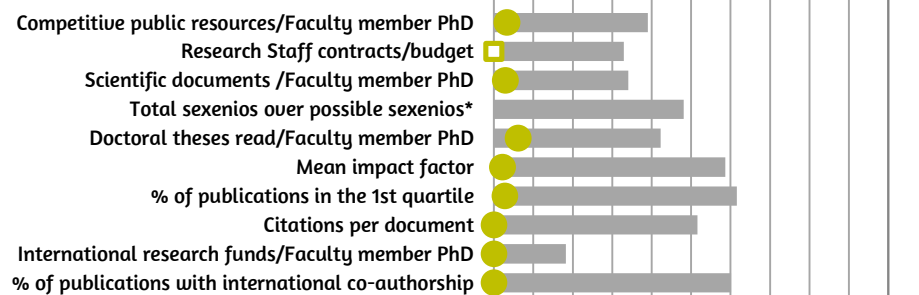 Competitive public resources/Faculty member PhD
Research Staff contracts/budget
Scientific documents /Faculty member PhD
Total sexenios over possible sexenios*
Doctoral theses read/Faculty member PhD
Mean impact factor
% of publications in the 1st quartile
Citations per document
International research funds/Faculty member PhD
% of publications with international co-authorship